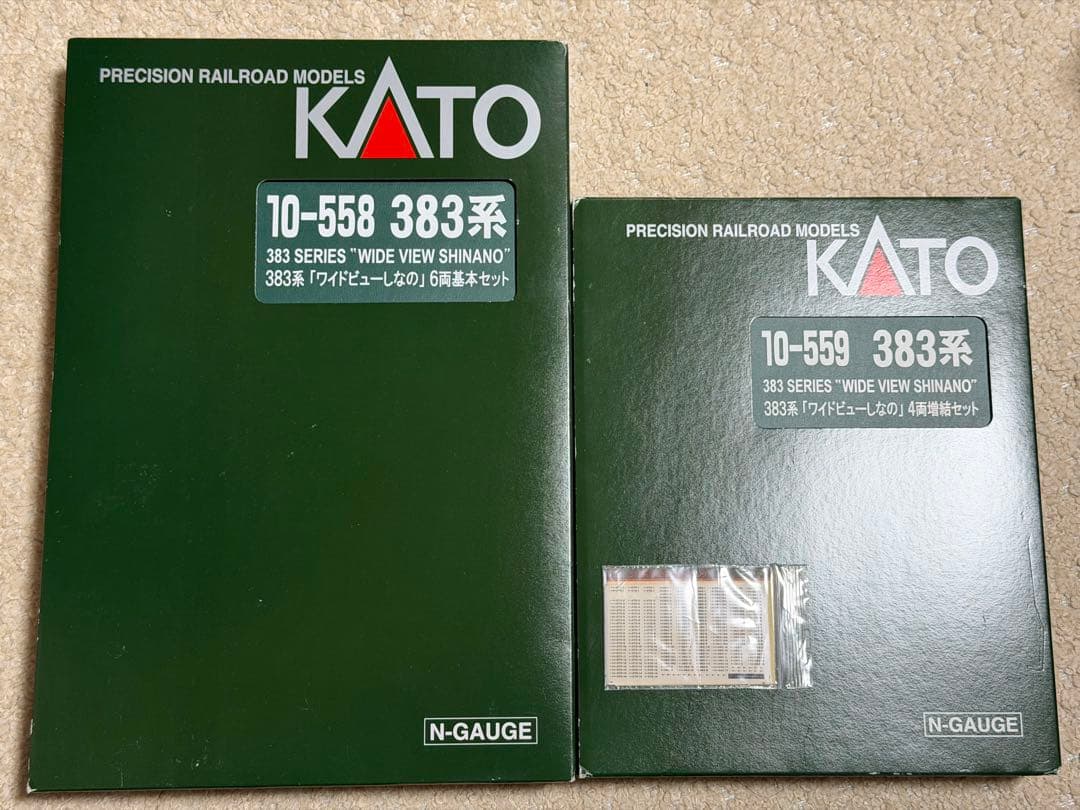 PRECISION RAILROAD MODELS
KATO
10-558 383系
383 SERIES "WIDE VIEW SHINANO"
383系「ワイドビューしなの」6両基本セット
N-GAUGE
PRECISION RAILROAD MODELS
KATO
10-559 383系
383 SERIES "WIDE VIEW SHINANO"
383系「ワイドビューしなの」4両増結セット
N-GAUGE